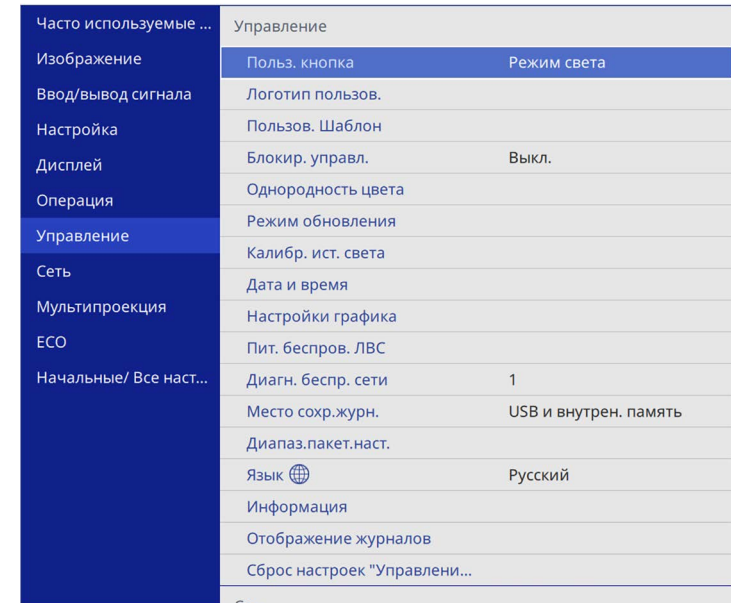 Часто используемые ...
Изображение
Ввод/вывод сигнала
Настройка
Дисплей
Операция
Управление
Сеть
Мультипроекция
ECO
Начальные/ Все наст...
Управление
Польз. кнопка Режим света
Логотип пользов.
Пользов. Шаблон
Блокир. управл. Выкл.
Однородность цвета
Режим обновления
Калибр. ист. света
Дата и время
Настройки графика
Пит. беспров. ЛВС
Диагн. беспр. сети 1
Место сохр.журн. USB и внутрен. память
Диапаз.пакет.наст.
Язык Русский
Информация
Отображение журналов
Сброс настроек "Управлени...